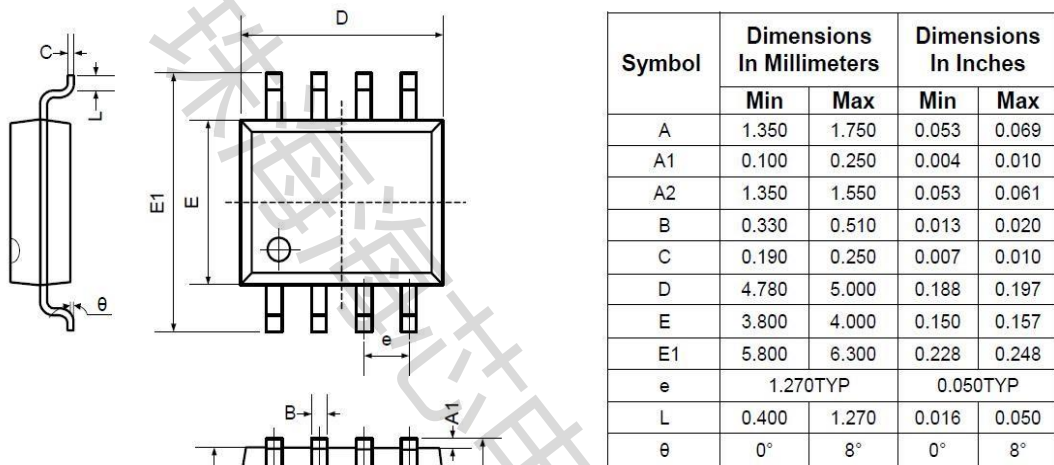 D
C
L
E1
E
θ
e
B
A1
珠海芯
Symbol Dimensions In Millimeters Dimensions In Inches
Min Max Min Max
A 1.350 1.750 0.053 0.069
A1 0.100 0.250 0.004 0.010
A2 1.350 1.550 0.053 0.061
B 0.330 0.510 0.013 0.020
C 0.190 0.250 0.007 0.010
D 4.780 5.000 0.188 0.197
E 3.800 4.000 0.150 0.157
E1 5.800 6.300 0.228 0.248
e 1.270TYP 0.050TYP
L 0.400 1.270 0.016 0.050
θ 0° 8° 0° 8°